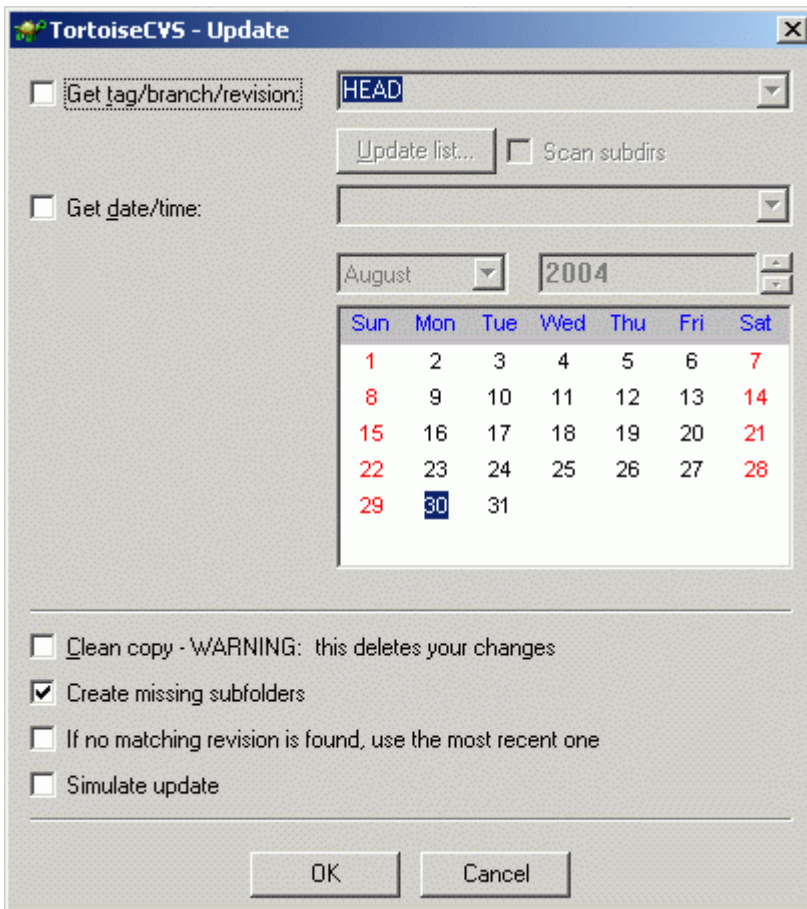 TortoiseCVS - Update
Get tag/branch/revision: HEAD
Update list... Scan subdirs
Get date/time:
August 2004
Sun Mon Tue Wed Thu Fri Sat
1 2 3 4 5 6 7
8 9 10 11 12 13 14
15 16 17 18 19 20 21
22 23 24 25 26 27 28
29 30 31
Clean copy - WARNING: this deletes your changes
Create missing subfolders
If no matching revision is found, use the most recent one
Simulate update
OK Cancel